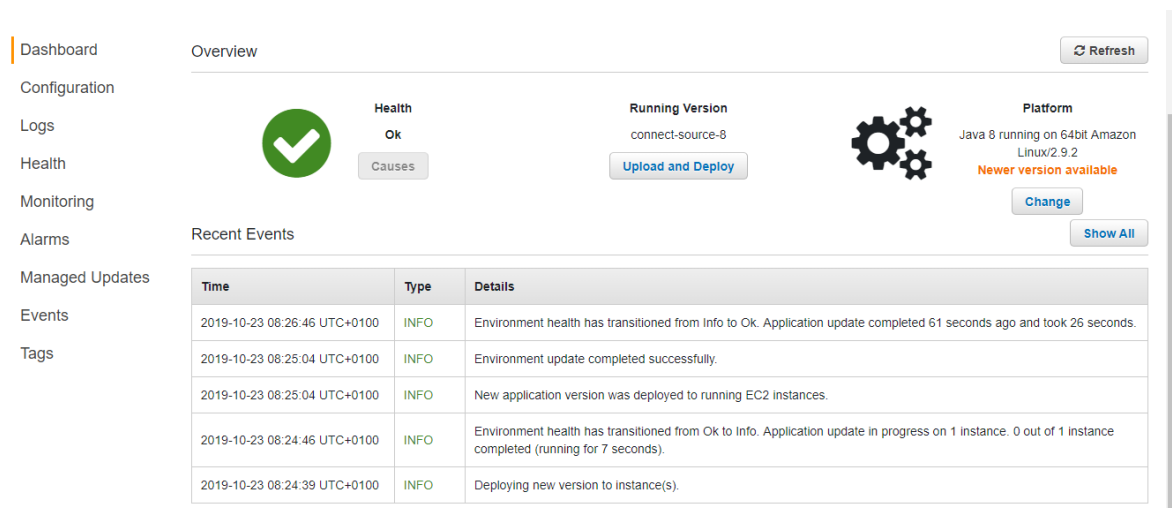 Dashboard
Configuration
Logs
Health
Monitoring
Alarms
Managed Updates
Events
Tags
Overview
Refresh
Health
Ok
Causes
Running Version
connect-source-8
Upload and Deploy
Platform
Java 8 running on 64bit Amazon
Linux/2.9.2
Newer version available
Change
Recent Events
Show All
Time Type Details
2019-10-23 08:26:46 UTC+0100 INFO Environment health has transitioned from Info to Ok. Application update completed 61 seconds ago and took 26 seconds.
2019-10-23 08:25:04 UTC+0100 INFO Environment update completed successfully.
2019-10-23 08:25:04 UTC+0100 INFO New application version was deployed to running EC2 instances.
2019-10-23 08:24:46 UTC+0100 INFO Environment health has transitioned from Ok to Info. Application update in progress on 1 instance. 0 out of 1 instance
completed (running for 7 seconds).
2019-10-23 08:24:39 UTC+0100 INFO Deploying new version to instance(s).